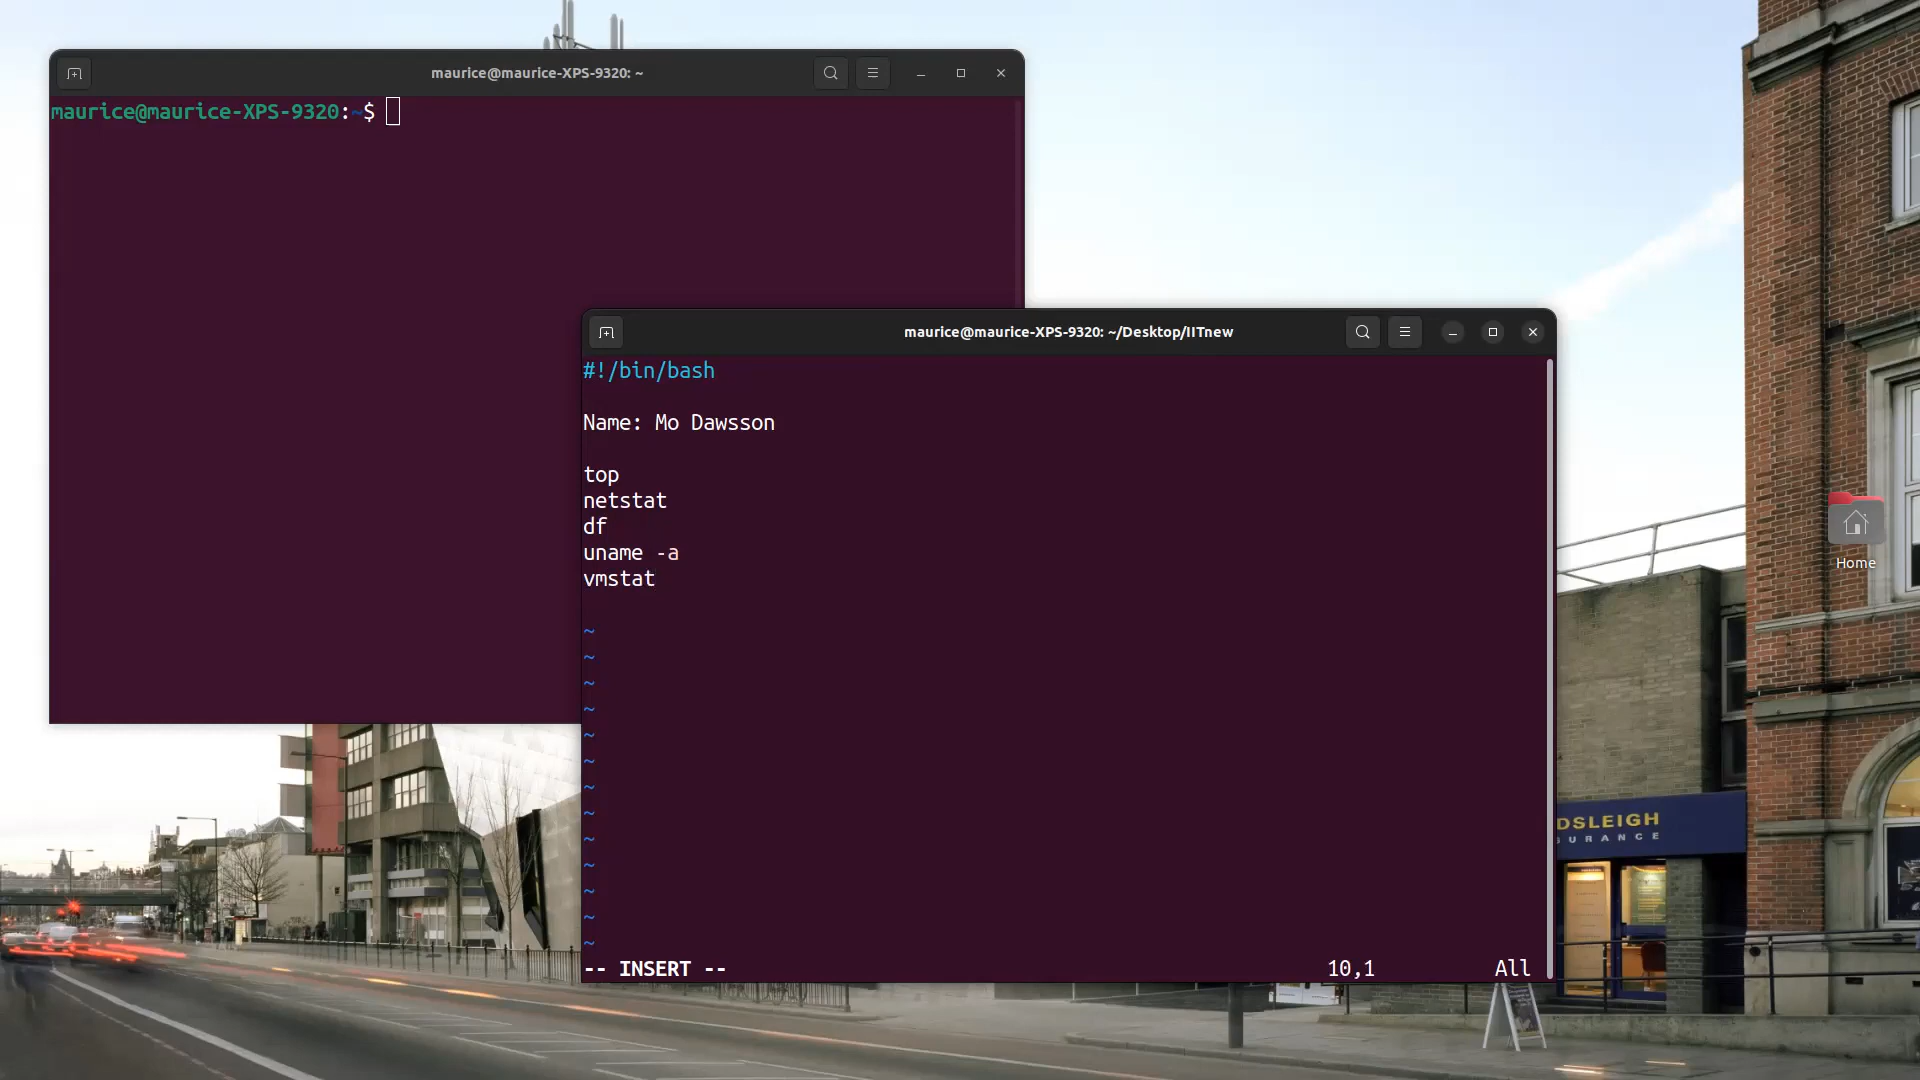 maurice@maurice-XPS-9320: ~
maurice@maurice-XPS-9320:~$
maurice@maurice-XPS-9320: ~/Desktop/IITnew
#!/bin/bash
Name: Mo Dawsson
top
netstat
df
uname -a
vmstat
~
~
~
~
~
~
~
~
~
~
~
~
~
-- INSERT -- 10,1 All
Home
DSLEIGH
SURANCE